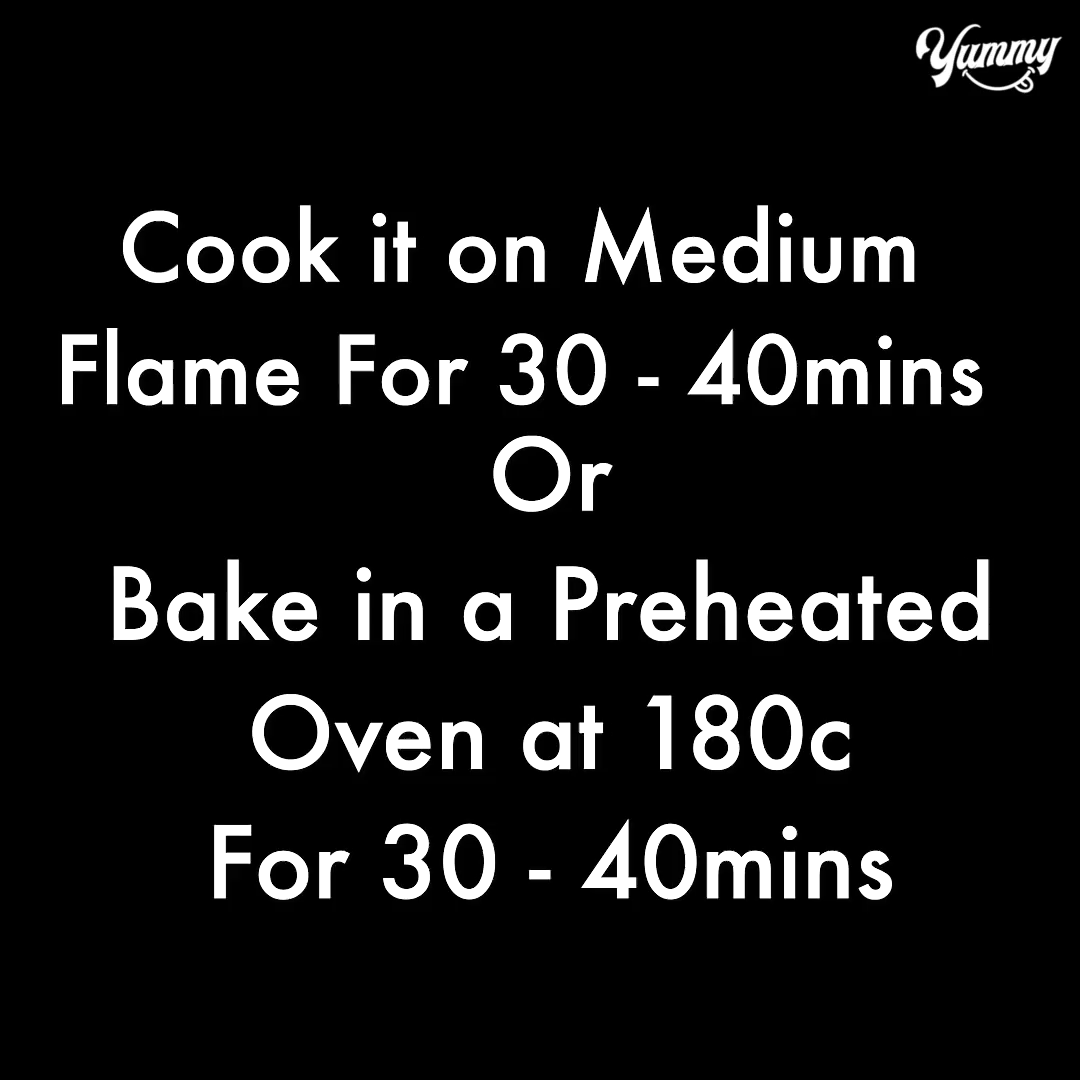 Yummy
Cook it on Medium
Flame For 30 - 40mins
Or
Bake in a Preheated
Oven at 180c
For 30 - 40mins